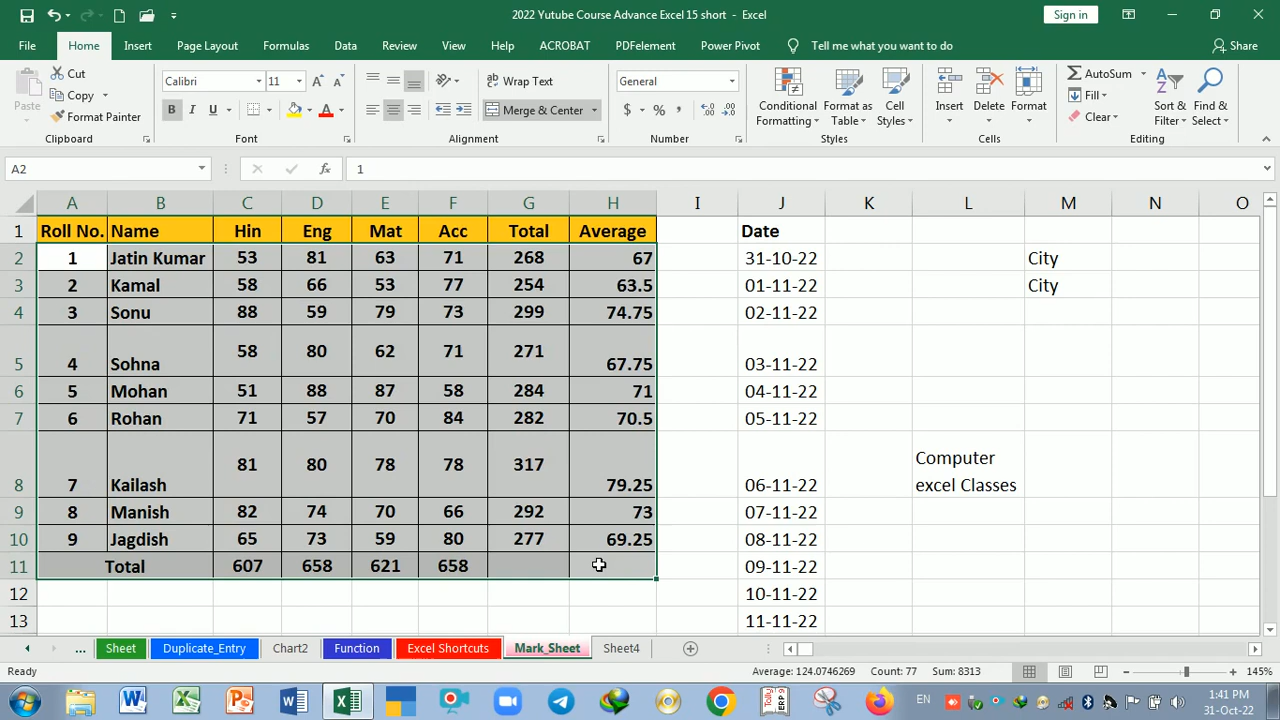 2022 Yutube Course Advance Excel 15 short - Excel
Sign in
File Home Insert Page Layout Formulas Data Review View Help ACROBAT PDFelement Power Pivot Tell me what you want to do Share
Paste
Cut
Copy
Format Painter
Clipboard
Calibri 11
B I U
Font
Wrap Text
Merge & Center
Alignment
General
$ % ,
Number
Conditional Formatting
Format as Table
Cell Styles
Styles
Insert Delete Format
Cells
AutoSum
Fill
Clear
Sort & Filter
Find & Select
Editing
A2 fx 1
A B C D E F G H I J K L M N O
1 Roll No. Name Hin Eng Mat Acc Total Average Date
2 1 Jatin Kumar 53 81 63 71 268 67 31-10-22 City
3 2 Kamal 58 66 53 77 254 63.5 01-11-22 City
4 3 Sonu 88 59 79 73 299 74.75 02-11-22
5 4 Sohna 58 80 62 71 271 67.75 03-11-22
6 5 Mohan 51 88 87 58 284 71 04-11-22
7 6 Rohan 71 57 70 84 282 70.5 05-11-22
8 7 Kailash 81 80 78 78 317 79.25 06-11-22 Computer
excel Classes
9 8 Manish 82 74 70 66 292 73 07-11-22
10 9 Jagdish 65 73 59 80 277 69.25 08-11-22
11 Total 607 658 621 658 09-11-22
12 10-11-22
13 11-11-22
... Sheet Duplicate_Entry Chart2 Function Excel Shortcuts Mark_Sheet Sheet4
Ready Average: 124.0746269 Count: 77 Sum: 8313 145%
EN 1:41 PM
31-Oct-22